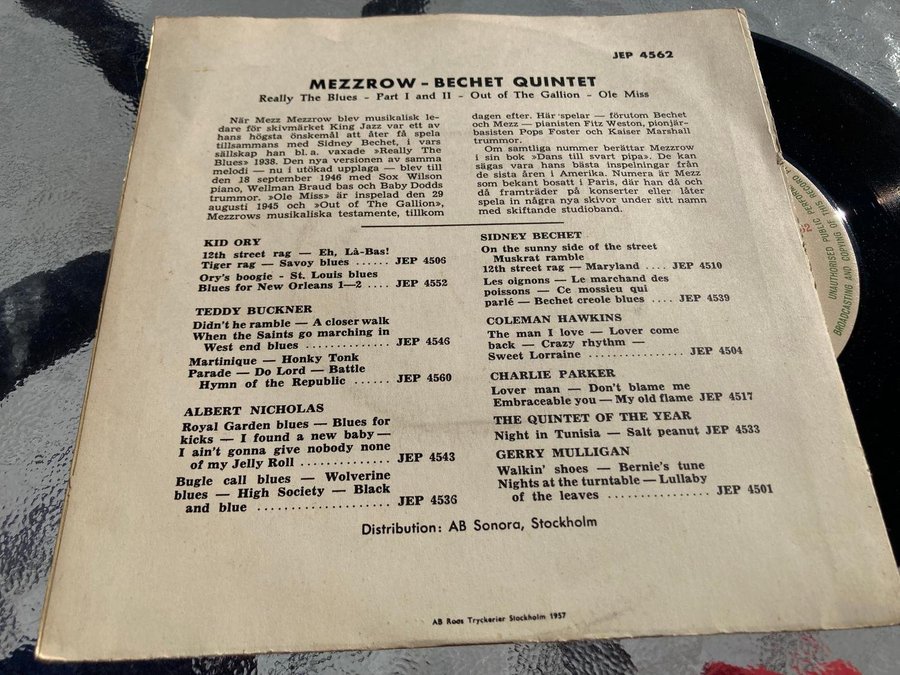 JEP 4562
MEZZROW - BECHET QUINTET
Really The Blues - Part I and II - Out of The Gallion - Ole Miss
När Mezz Mezzrow blev musikalisk le-
dare för skivmärket King Jazz var ett av
hans högsta önskemål att åter få spela
tillsammans med Sidney Bechet, i vars
sällskap han bl. a. vaxade »Really The
Blues» 1938. Den nya versionen av samma
melodi — nu i utökad upplaga — blev till
den 18 september 1946 med Sox Wilson
piano, Wellman Braud bas och Baby Dodds
trummor. »Ole Miss» är inspelad den 29
augusti 1945 och »Out of The Gallion»,
Mezzrows musikaliska testamente, tillkom
dagen efter. Här spelar — förutom Bechet
och Mezz — pianisten Fitz Weston, pionjär-
basisten Pops Foster och Kaiser Marshall
trummor.
Om samtliga nummer berättar Mezzrow
i sin bok »Dans till svart pipa». De kan
sägas vara hans bästa inspelningar från
de sista åren i Amerika. Numera är Mezz
som bekant bosatt i Paris, där han då och
då framträder på konserter eller låter
spela in några nya skivor under sitt namn
med skiftande studioband.
KID ORY
12th street rag — Eh, Là-Bas!
Tiger rag — Savoy blues ...... JEP 4506
Ory's boogie - St. Louis blues
Blues for New Orleans 1—2 .... JEP 4552
TEDDY BUCKNER
Didn't he ramble — A closer walk
When the Saints go marching in
West end blues .............. JEP 4546
Martinique — Honky Tonk
Parade — Do Lord — Battle
Hymn of the Republic ...... JEP 4560
ALBERT NICHOLAS
Royal Garden blues — Blues for
kicks — I found a new baby —
I ain't gonna give nobody none
of my Jelly Roll ............. JEP 4543
Bugle call blues — Wolverine
blues — High Society — Black
and blue ................... JEP 4536
SIDNEY BECHET
On the sunny side of the street
Muskrat ramble
12th street rag — Maryland .... JEP 4510
Les oignons — Le marchand des
poissons — Ce mossieu qui
parlé — Bechet creole blues .... JEP 4539
COLEMAN HAWKINS
The man I love — Lover come
back — Crazy rhythm —
Sweet Lorraine .............. JEP 4504
CHARLIE PARKER
Lover man — Don't blame me
Embraceable you — My old flame JEP 4517
THE QUINTET OF THE YEAR
Night in Tunisia — Salt peanut JEP 4533
GERRY MULLIGAN
Walkin' shoes — Bernie's tune
Nights at the turntable — Lullaby
of the leaves ............... JEP 4501
Distribution: AB Sonora, Stockholm
AB Roos Tryckerier Stockholm 1957
UNAUTHORISED PUBLIC
BROADCASTING AND COPYING OF THIS RECORD